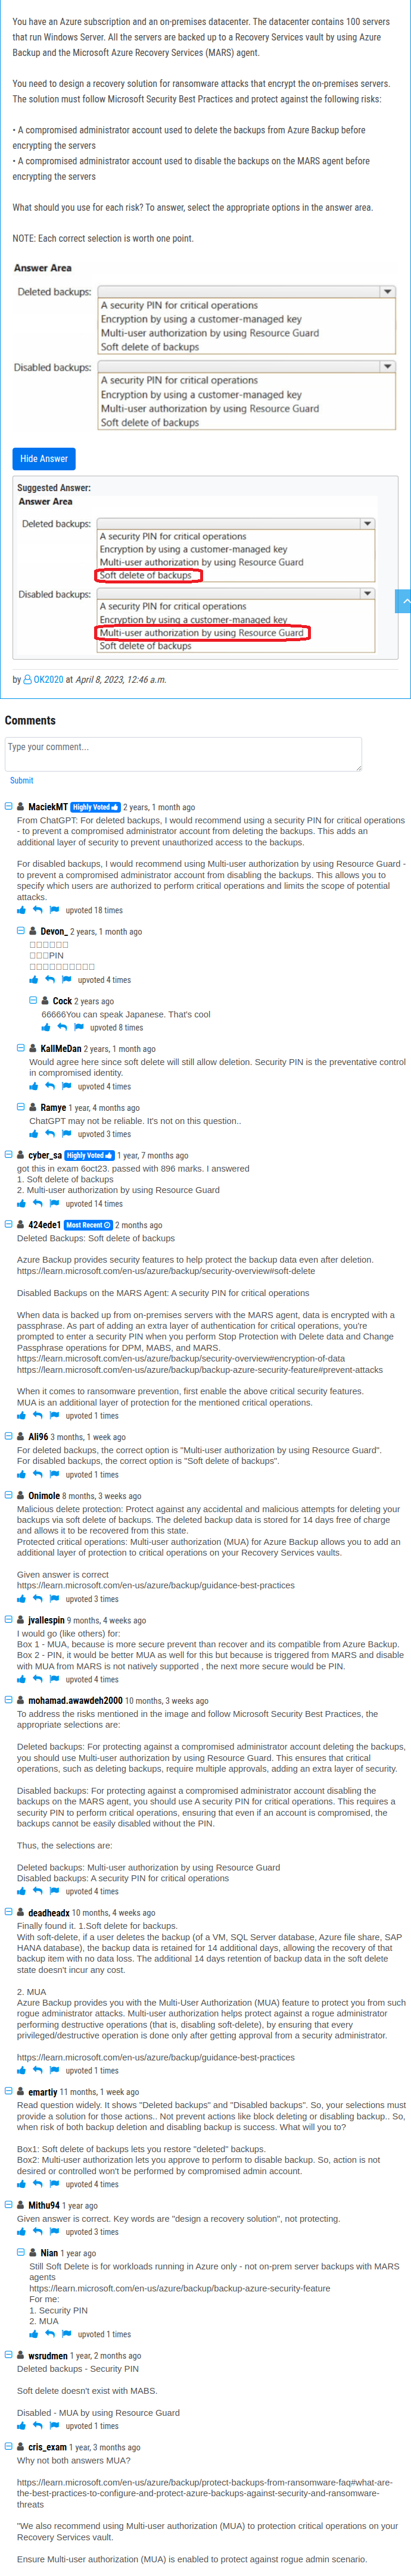 You have an Azure subscription and an on-premises datacenter. The datacenter contains 100 servers
that run Windows Server. All the servers are backed up to a Recovery Services vault by using Azure
Backup and the Microsoft Azure Recovery Services (MARS) agent.
You need to design a recovery solution for ransomware attacks that encrypt the on-premises servers.
The solution must follow Microsoft Security Best Practices and protect against the following risks:
• A compromised administrator account used to delete the backups from Azure Backup before
encrypting the servers
• A compromised administrator account used to disable the backups on the MARS agent before
encrypting the servers
What should you use for each risk? To answer, select the appropriate options in the answer area.
NOTE: Each correct selection is worth one point.
Answer Area
Deleted backups:
A security PIN for critical operations
Encryption by using a customer-managed key
Multi-user authorization by using Resource Guard
Soft delete of backups
Disabled backups:
A security PIN for critical operations
Encryption by using a customer-managed key
Multi-user authorization by using Resource Guard
Soft delete of backups
Hide Answer
Suggested Answer:
Answer Area
Deleted backups:
A security PIN for critical operations
Encryption by using a customer-managed key
Multi-user authorization by using Resource Guard
Soft delete of backups
Disabled backups:
A security PIN for critical operations
Encryption by using a customer-managed key
Multi-user authorization by using Resource Guard
Soft delete of backups
by OK2020 at April 8, 2023, 12:46 a.m.
Comments
Type your comment...
Submit
MaciekMT Highly Voted 2 years, 1 month ago
From ChatGPT: For deleted backups, I would recommend using a security PIN for critical operations
- to prevent a compromised administrator account from deleting the backups. This adds an
additional layer of security to prevent unauthorized access to the backups.
For disabled backups, I would recommend using Multi-user authorization by using Resource Guard -
to prevent a compromised administrator account from disabling the backups. This allows you to
specify which users are authorized to perform critical operations and limits the scope of potential
attacks.
upvoted 18 times
Devon_ 2 years, 1 month ago
□□□□□□
□□□PIN
□□□□□□□□□□
upvoted 4 times
Cock 2 years ago
66666You can speak Japanese. That's cool
upvoted 8 times
KallMeDan 2 years, 1 month ago
Would agree here since soft delete will still allow deletion. Security PIN is the preventative control
in compromised identity.
upvoted 4 times
Ramye 1 year, 4 months ago
ChatGPT may not be reliable. It's not on this question..
upvoted 3 times
cyber_sa Highly Voted 1 year, 7 months ago
got this in exam 6oct23. passed with 896 marks. I answered
1. Soft delete of backups
2. Multi-user authorization by using Resource Guard
upvoted 14 times
424ede1 Most Recent 2 months ago
Deleted Backups: Soft delete of backups
Azure Backup provides security features to help protect the backup data even after deletion.
https://learn.microsoft.com/en-us/azure/backup/security-overview#soft-delete
Disabled Backups on the MARS Agent: A security PIN for critical operations
When data is backed up from on-premises servers with the MARS agent, data is encrypted with a
passphrase. As part of adding an extra layer of authentication for critical operations, you're
prompted to enter a security PIN when you perform Stop Protection with Delete data and Change
Passphrase operations for DPM, MABS, and MARS.
https://learn.microsoft.com/en-us/azure/backup/security-overview#encryption-of-data
https://learn.microsoft.com/en-us/azure/backup/backup-azure-security-feature#prevent-attacks
When it comes to ransomware prevention, first enable the above critical security features.
MUA is an additional layer of protection for the mentioned critical operations.
upvoted 1 times
Ali96 3 months, 1 week ago
For deleted backups, the correct option is "Multi-user authorization by using Resource Guard".
For disabled backups, the correct option is "Soft delete of backups".
upvoted 1 times
Onimole 8 months, 3 weeks ago
Malicious delete protection: Protect against any accidental and malicious attempts for deleting your
backups via soft delete of backups. The deleted backup data is stored for 14 days free of charge
and allows it to be recovered from this state.
Protected critical operations: Multi-user authorization (MUA) for Azure Backup allows you to add an
additional layer of protection to critical operations on your Recovery Services vaults.
Given answer is correct
https://learn.microsoft.com/en-us/azure/backup/guidance-best-practices
upvoted 3 times
jvallespin 9 months, 4 weeks ago
I would go (like others) for:
Box 1 - MUA, because is more secure prevent than recover and its compatible from Azure Backup.
Box 2 - PIN, it would be better MUA as well for this but because is triggered from MARS and disable
with MUA from MARS is not natively supported , the next more secure would be PIN.
upvoted 4 times
mohamad.awawdeh2000 10 months, 3 weeks ago
To address the risks mentioned in the image and follow Microsoft Security Best Practices, the
appropriate selections are:
Deleted backups: For protecting against a compromised administrator account deleting the backups,
you should use Multi-user authorization by using Resource Guard. This ensures that critical
operations, such as deleting backups, require multiple approvals, adding an extra layer of security.
Disabled backups: For protecting against a compromised administrator account disabling the
backups on the MARS agent, you should use A security PIN for critical operations. This requires a
security PIN to perform critical operations, ensuring that even if an account is compromised, the
backups cannot be easily disabled without the PIN.
Thus, the selections are:
Deleted backups: Multi-user authorization by using Resource Guard
Disabled backups: A security PIN for critical operations
upvoted 4 times
deadheadx 10 months, 4 weeks ago
Finally found it. 1.Soft delete for backups.
With soft-delete, if a user deletes the backup (of a VM, SQL Server database, Azure file share, SAP
HANA database), the backup data is retained for 14 additional days, allowing the recovery of that
backup item with no data loss. The additional 14 days retention of backup data in the soft delete
state doesn't incur any cost.
2. MUA
Azure Backup provides you with the Multi-User Authorization (MUA) feature to protect you from such
rogue administrator attacks. Multi-user authorization helps protect against a rogue administrator
performing destructive operations (that is, disabling soft-delete), by ensuring that every
privileged/destructive operation is done only after getting approval from a security administrator.
https://learn.microsoft.com/en-us/azure/backup/guidance-best-practices
upvoted 1 times
emartiy 11 months, 1 week ago
Read question widely. It shows "Deleted backups" and "Disabled backups". So, your selections must
provide a solution for those actions.. Not prevent actions like block deleting or disabling backup.. So,
when risk of both backup deletion and disabling backup is success. What will you to?
Box1: Soft delete of backups lets you restore "deleted" backups.
Box2: Multi-user authorization lets you approve to perform to disable backup. So, action is not
desired or controlled won't be performed by compromised admin account.
upvoted 4 times
Mithu94 1 year ago
Given answer is correct. Key words are "design a recovery solution", not protecting.
upvoted 3 times
Nian 1 year ago
Still Soft Delete is for workloads running in Azure only - not on-prem server backups with MARS
agents
https://learn.microsoft.com/en-us/azure/backup/backup-azure-security-feature
For me:
1. Security PIN
2. MUA
upvoted 1 times
wsrudmen 1 year, 2 months ago
Deleted backups - Security PIN
Soft delete doesn't exist with MABS.
Disabled - MUA by using Resource Guard
upvoted 1 times
cris_exam 1 year, 3 months ago
Why not both answers MUA?
https://learn.microsoft.com/en-us/azure/backup/protect-backups-from-ransomware-faq#what-are-
the-best-practices-to-configure-and-protect-azure-backups-against-security-and-ransomware-
threats
"We also recommend using Multi-user authorization (MUA) to protection critical operations on your
Recovery Services vault.
Ensure Multi-user authorization (MUA) is enabled to protect against rogue admin scenario.